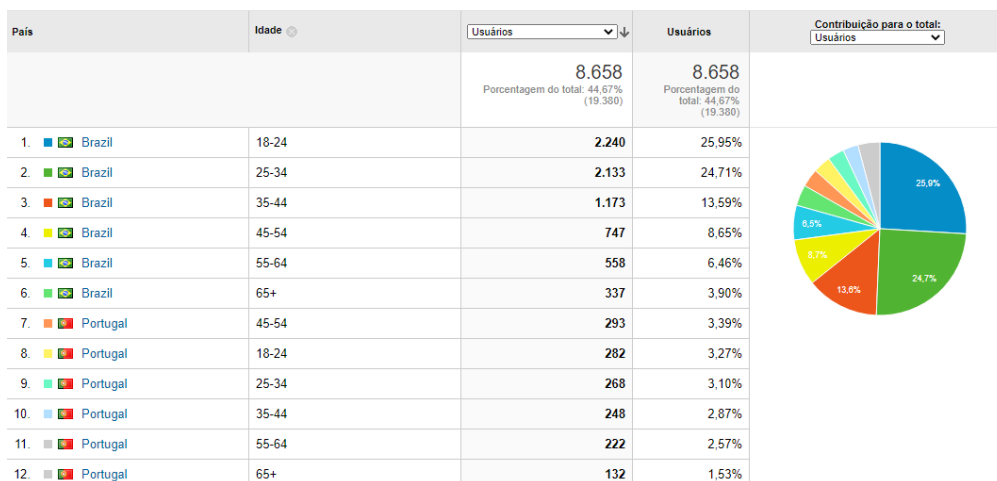 País Idade Usuários Usuários Contribuição para o total:
Usuários
8.658 8.658
Porcentagem do total: 44,67% Porcentagem do
(19.380) total: 44,67%
(19.380)
1. Brazil 18-24 2.240 25,95%
2. Brazil 25-34 2.133 24,71%
3. Brazil 35-44 1.173 13,59%
4. Brazil 45-54 747 8,65%
5. Brazil 55-64 558 6,46%
6. Brazil 65+ 337 3,90%
7. Portugal 45-54 293 3,39%
8. Portugal 18-24 282 3,27%
9. Portugal 25-34 268 3,10%
10. Portugal 35-44 248 2,87%
11. Portugal 55-64 222 2,57%
12. Portugal 65+ 132 1,53%
25,9%
6,5%
8,7%
24,7%
13,6%